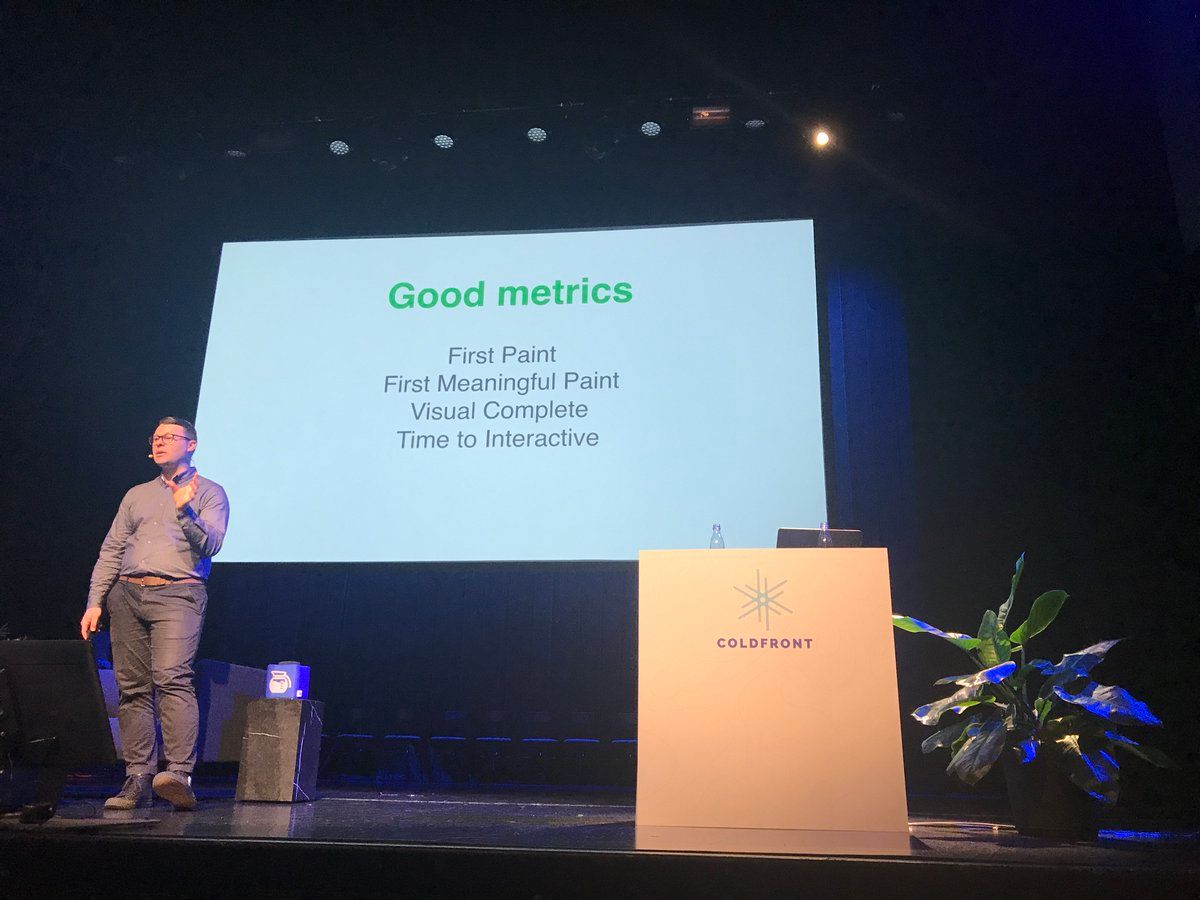 Good metrics
First Paint
First Meaningful Paint
Visual Complete
Time to Interactive
COLDFRONT